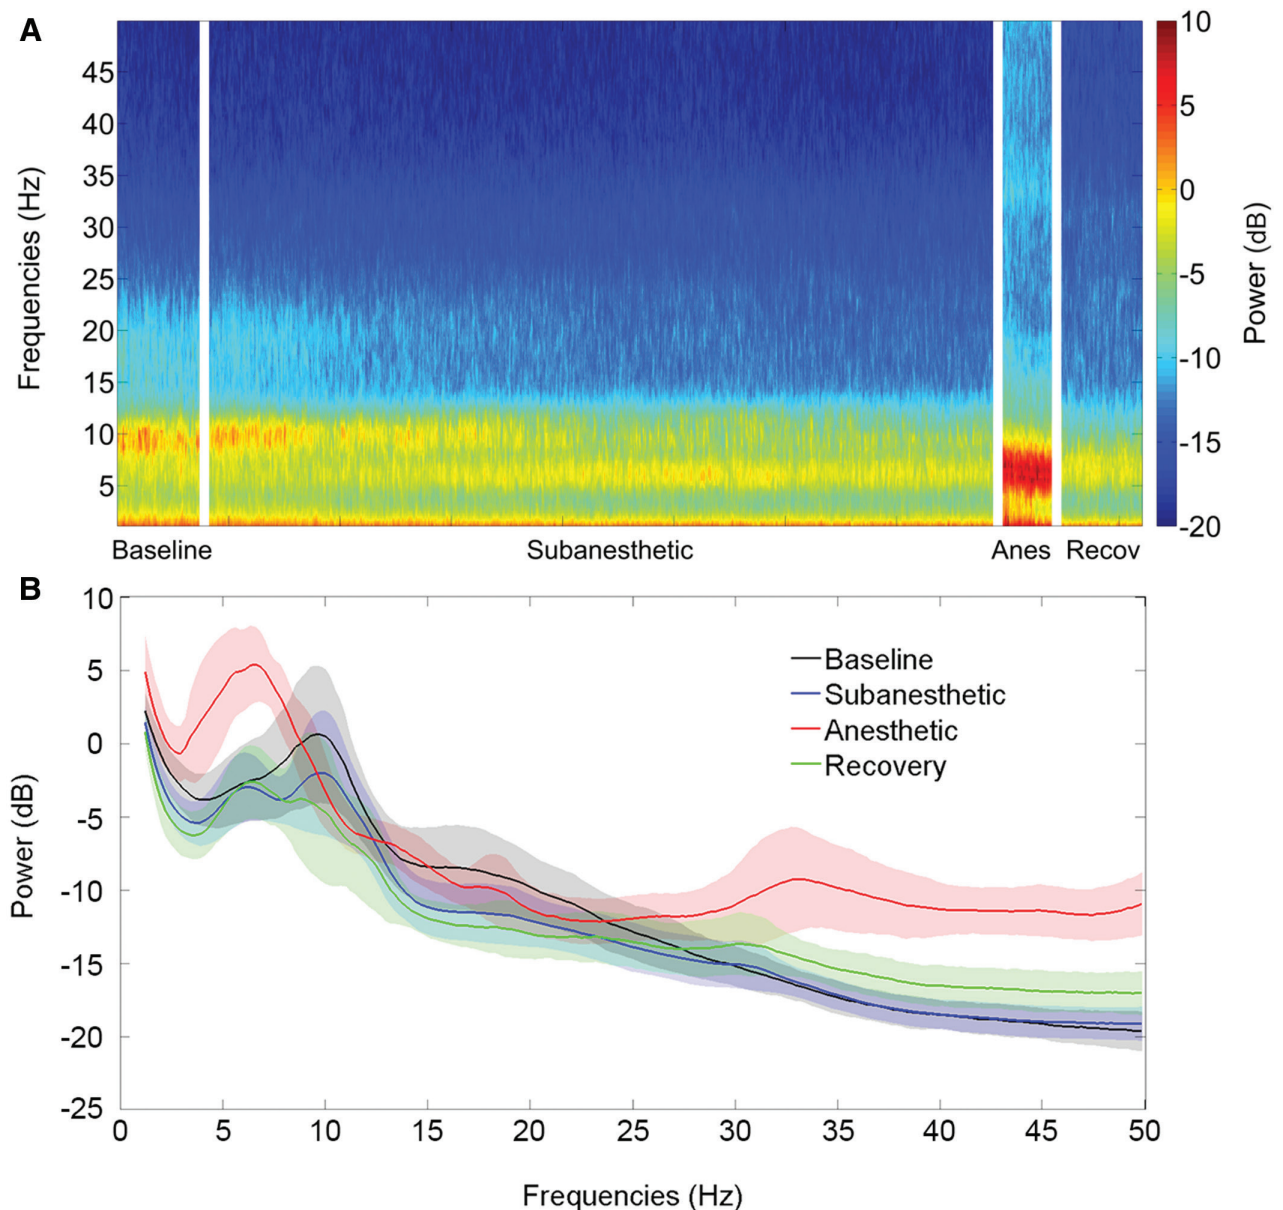 A
Frequencies (Hz)
45
40
35
30
25
20
15
10
5
Baseline
Subanesthetic
Anes
Recov
10
5
0
-5
-10
-15
-20
Power (dB)
B
Power (dB)
10
5
0
-5
-10
-15
-20
-25
Baseline
Subanesthetic
Anesthetic
Recovery
0 5 10 15 20 25 30 35 40 45 50
Frequencies (Hz)